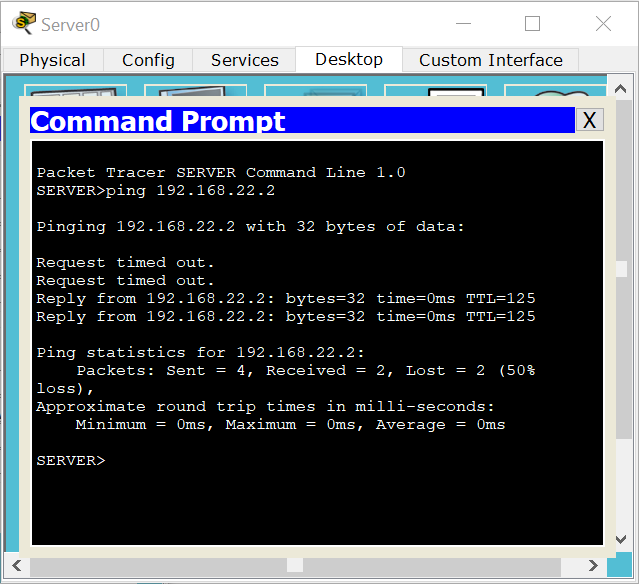 Server0
Physical Config Services Desktop Custom Interface
Command Prompt X
Packet Tracer SERVER Command Line 1.0
SERVER>ping 192.168.22.2
Pinging 192.168.22.2 with 32 bytes of data:
Request timed out.
Request timed out.
Reply from 192.168.22.2: bytes=32 time=0ms TTL=125
Reply from 192.168.22.2: bytes=32 time=0ms TTL=125
Ping statistics for 192.168.22.2:
Packets: Sent = 4, Received = 2, Lost = 2 (50%
loss),
Approximate round trip times in milli-seconds:
Minimum = 0ms, Maximum = 0ms, Average = 0ms
SERVER>